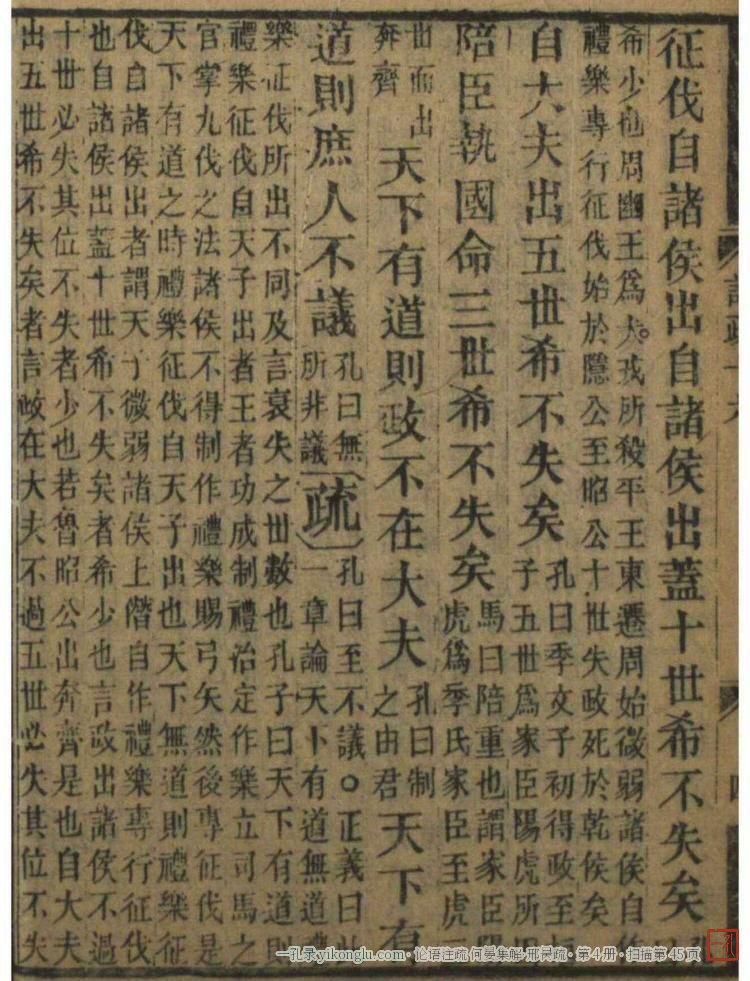 征伐自諸侯出自諸侯出蓋十世希不失矣
希少也周幽王爲犬戎所殺平王東遷周始微弱諸侯自作
禮樂專行征伐始於隱公至昭公十世失政死於乾侯矣
自大夫出五世希不失矣
孔曰季文子初得政至
子五世爲家臣陽虎所
陪臣執國命三世希不失矣
馬曰陪重也謂家臣陽
虎爲季氏家臣至虎三
世而出
奔齊
天下有道則政不在大夫
孔曰制
之由君
天下有
道則庶人不議
孔曰無
所非議
疏
孔曰至不議○正義曰此
一章論天下有道無道禮
樂征伐所出不同及言衰失之世數也孔子曰天下有道則
禮樂征伐自天子出者王者功成制禮治定作樂立司馬之
官掌九伐之法諸侯不得制作禮樂賜弓矢然後專征伐是
天下有道之時禮樂征伐自天子出也天下無道則禮樂征
伐自諸侯出者謂天子微弱諸侯上僭自作禮樂專行征伐
也自諸侯出蓋十世希不失矣者希少也言政出諸侯不過
十世必失其位不失者少也若魯昭公出奔齊是也自大夫
出五世希不失矣者言政在大夫不過五世必失其位不失
一孔录yikonglu.com · 论语注疏.何晏集解.邢昺疏 · 第4册 · 扫描第45页